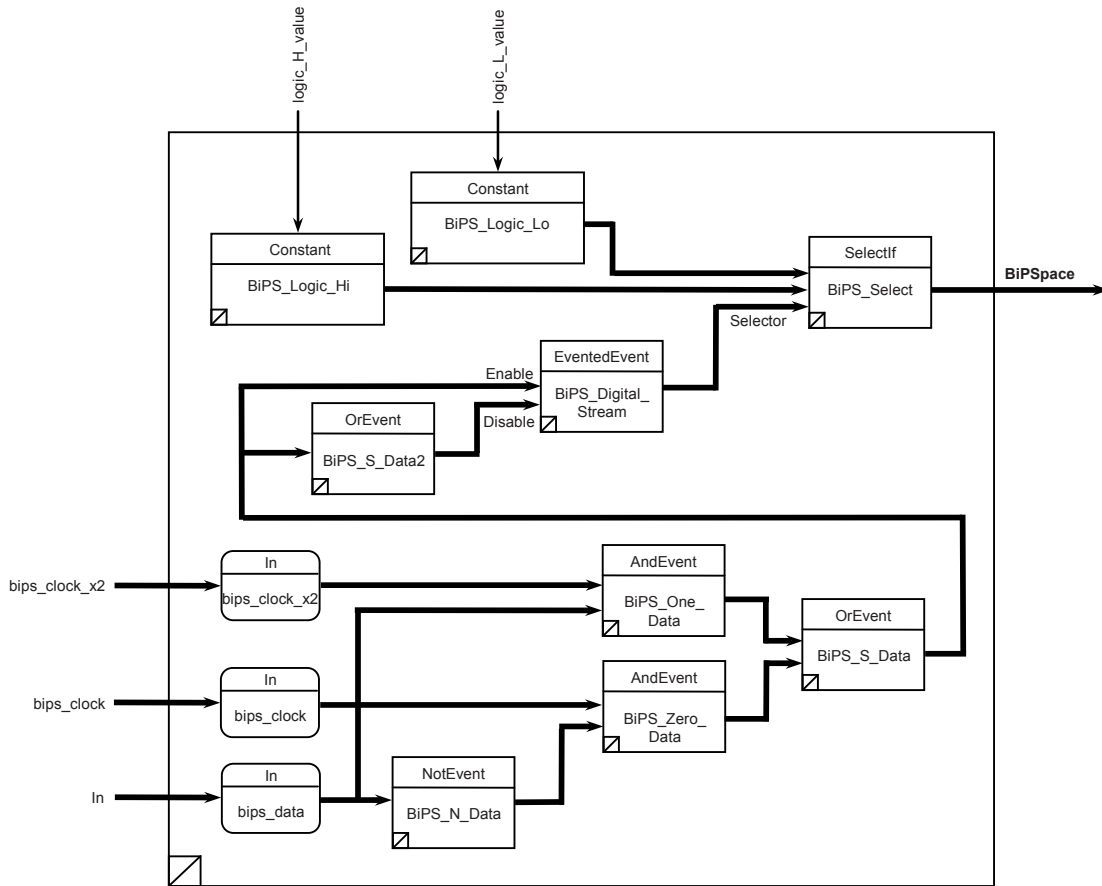 logic_H_value
logic_L_value
Constant
BiPS_Logic_Lo
Constant
BiPS_Logic_Hi
SelectIf
BiPS_Select
BiPSpace
Selector
EventedEvent
BiPS_Digital_
Stream
Enable
Disable
OrEvent
BiPS_S_Data2
bips_clock_x2
In
bips_clock_x2
AndEvent
BiPS_One_
Data
OrEvent
BiPS_S_Data
bips_clock
In
bips_clock
AndEvent
BiPS_Zero_
Data
In
In
bips_data
NotEvent
BiPS_N_Data